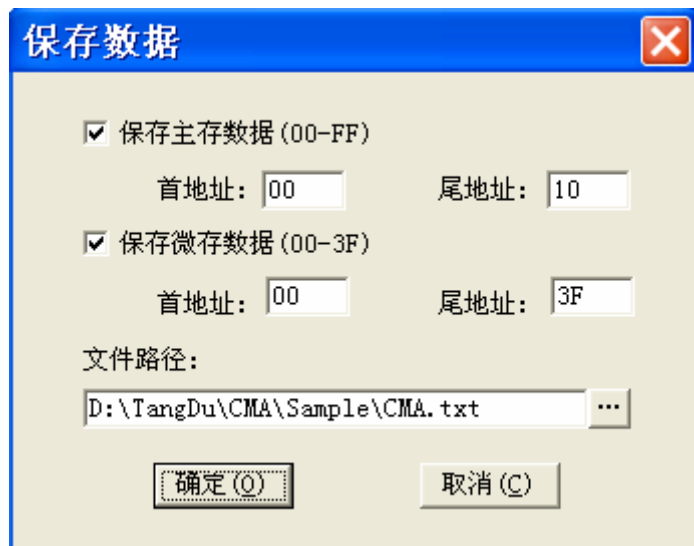 保存数据
保存主存数据(00-FF)
首地址: 00 尾地址: 10
保存微存数据(00-3F)
首地址: 00 尾地址: 3F
文件路径:
D:\TangDu\CMA\Sample\CMA.txt ...
确定(O) 取消(C)